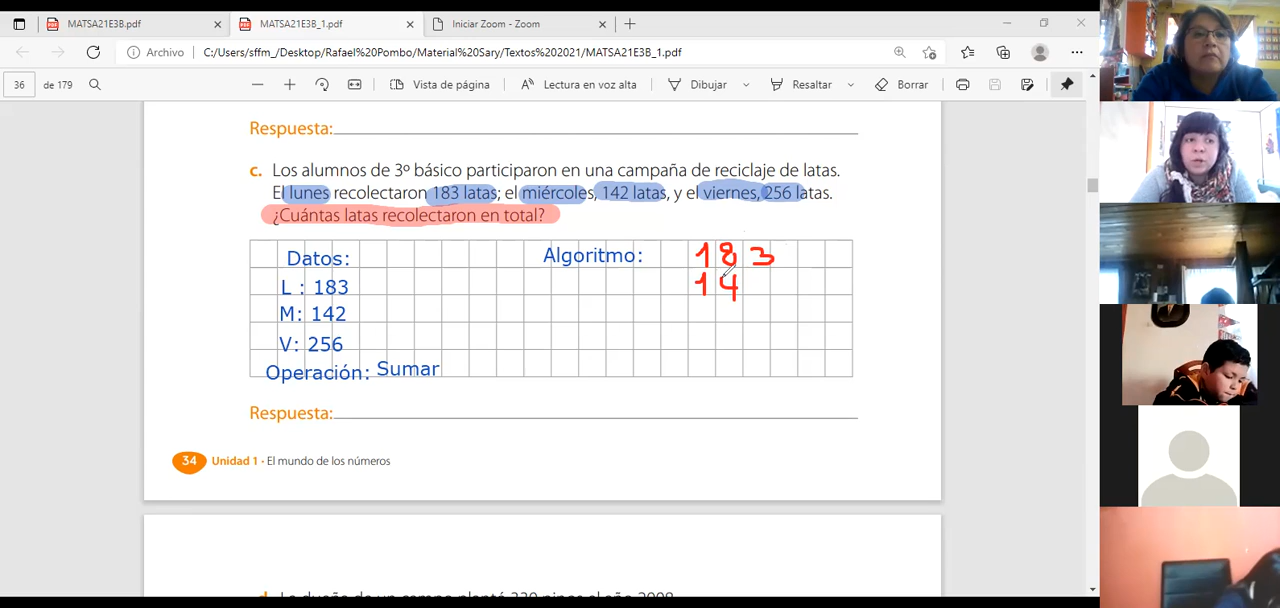 MATSA21E3B.pdf
MATSA21E3B_1.pdf
Iniciar Zoom - Zoom
Archivo
C:/Users/sffm_/Desktop/Rafael%20Pombo/Material%20Sary/Textos%202021/MATSA21E3B_1.pdf
36 de 179
Vista de página
Lectura en voz alta
Dibujar
Resaltar
Borrar
Respuesta:
c. Los alumnos de 3º básico participaron en una campaña de reciclaje de latas.
El lunes recolectaron 183 latas; el miércoles, 142 latas, y el viernes, 256 latas.
¿Cuántas latas recolectaron en total?
Datos:
L : 183
M: 142
V: 256
Operación: Sumar
Algoritmo:
183
14
Respuesta:
34 Unidad 1 • El mundo de los números